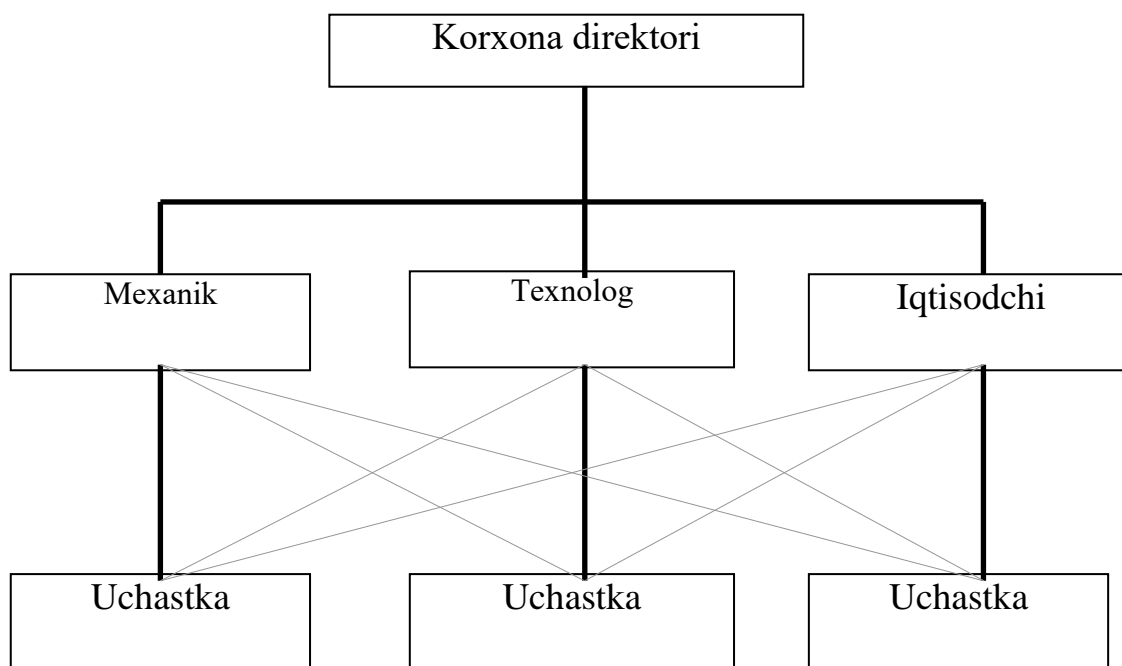 Korxona direktori
Mexanik
Texnolog
Iqtisodchi
Uchastka
Uchastka
Uchastka